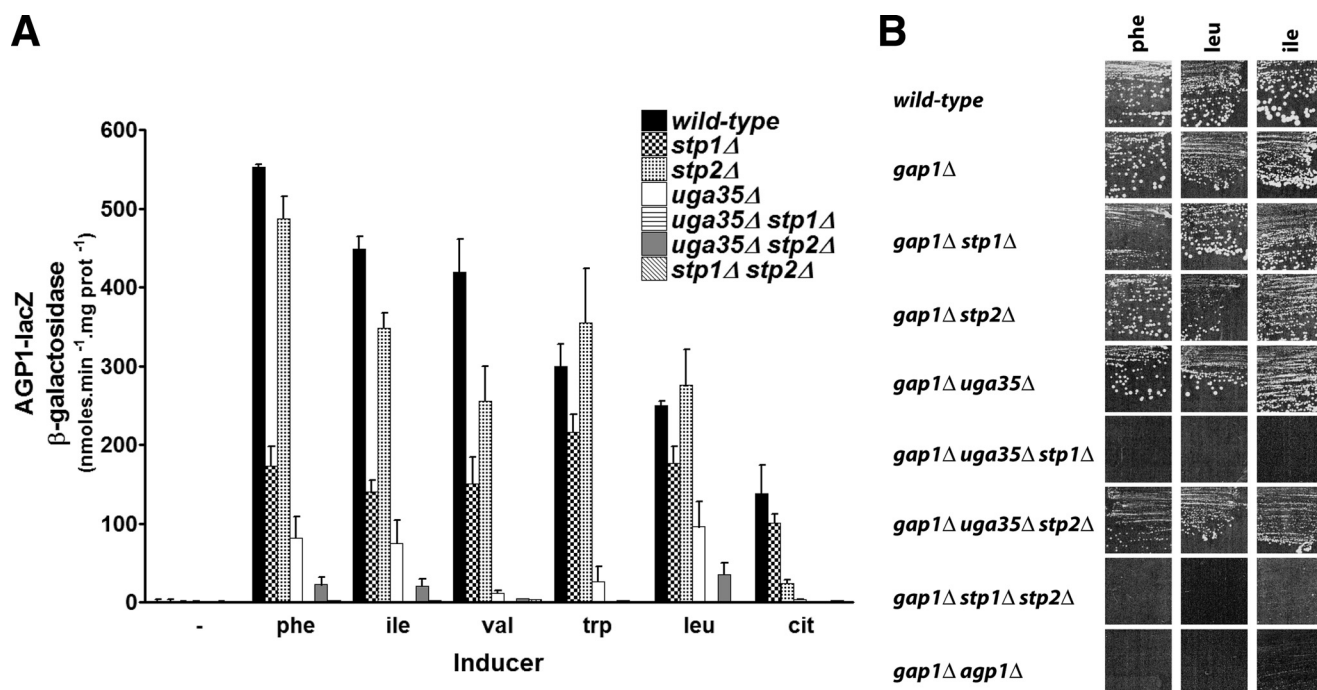 A
B
phe
leu
ile
wild-type
gap1Δ
gap1Δ stp1Δ
gap1Δ stp2Δ
gap1Δ uga35Δ
gap1Δ uga35Δ stp1Δ
gap1Δ uga35Δ stp2Δ
gap1Δ stp1Δ stp2Δ
gap1Δ agp1Δ
wild-type
stp1Δ
stp2Δ
uga35Δ
uga35Δ stp1Δ
uga35Δ stp2Δ
stp1Δ stp2Δ
AGP1-lacZ
β-galactosidase
(nmoles.min⁻¹.mg prot ⁻¹)
600
500
400
300
200
100
0
- phe ile val trp leu cit
Inducer